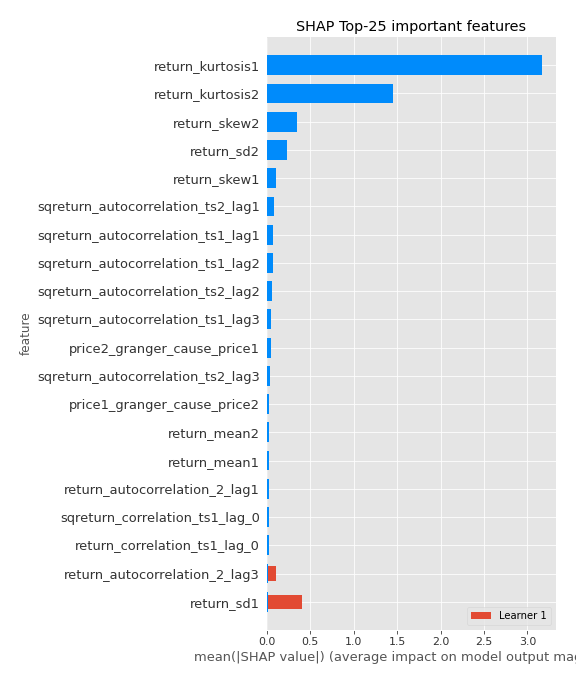 SHAP Top-25 important features
return_kurtosis1
return_kurtosis2
return_skew2
return_sd2
return_skew1
sqreturn_autocorrelation_ts2_lag1
sqreturn_autocorrelation_ts1_lag1
sqreturn_autocorrelation_ts1_lag2
sqreturn_autocorrelation_ts2_lag2
sqreturn_autocorrelation_ts1_lag3
price2_granger_cause_price1
sqreturn_autocorrelation_ts2_lag3
price1_granger_cause_price2
return_mean2
return_mean1
return_autocorrelation_2_lag1
sqreturn_correlation_ts1_lag_0
return_correlation_ts1_lag_0
return_autocorrelation_2_lag3
return_sd1
feature
Learner 1
0.0 0.5 1.0 1.5 2.0 2.5 3.0
mean(|SHAP value|) (average impact on model output mag